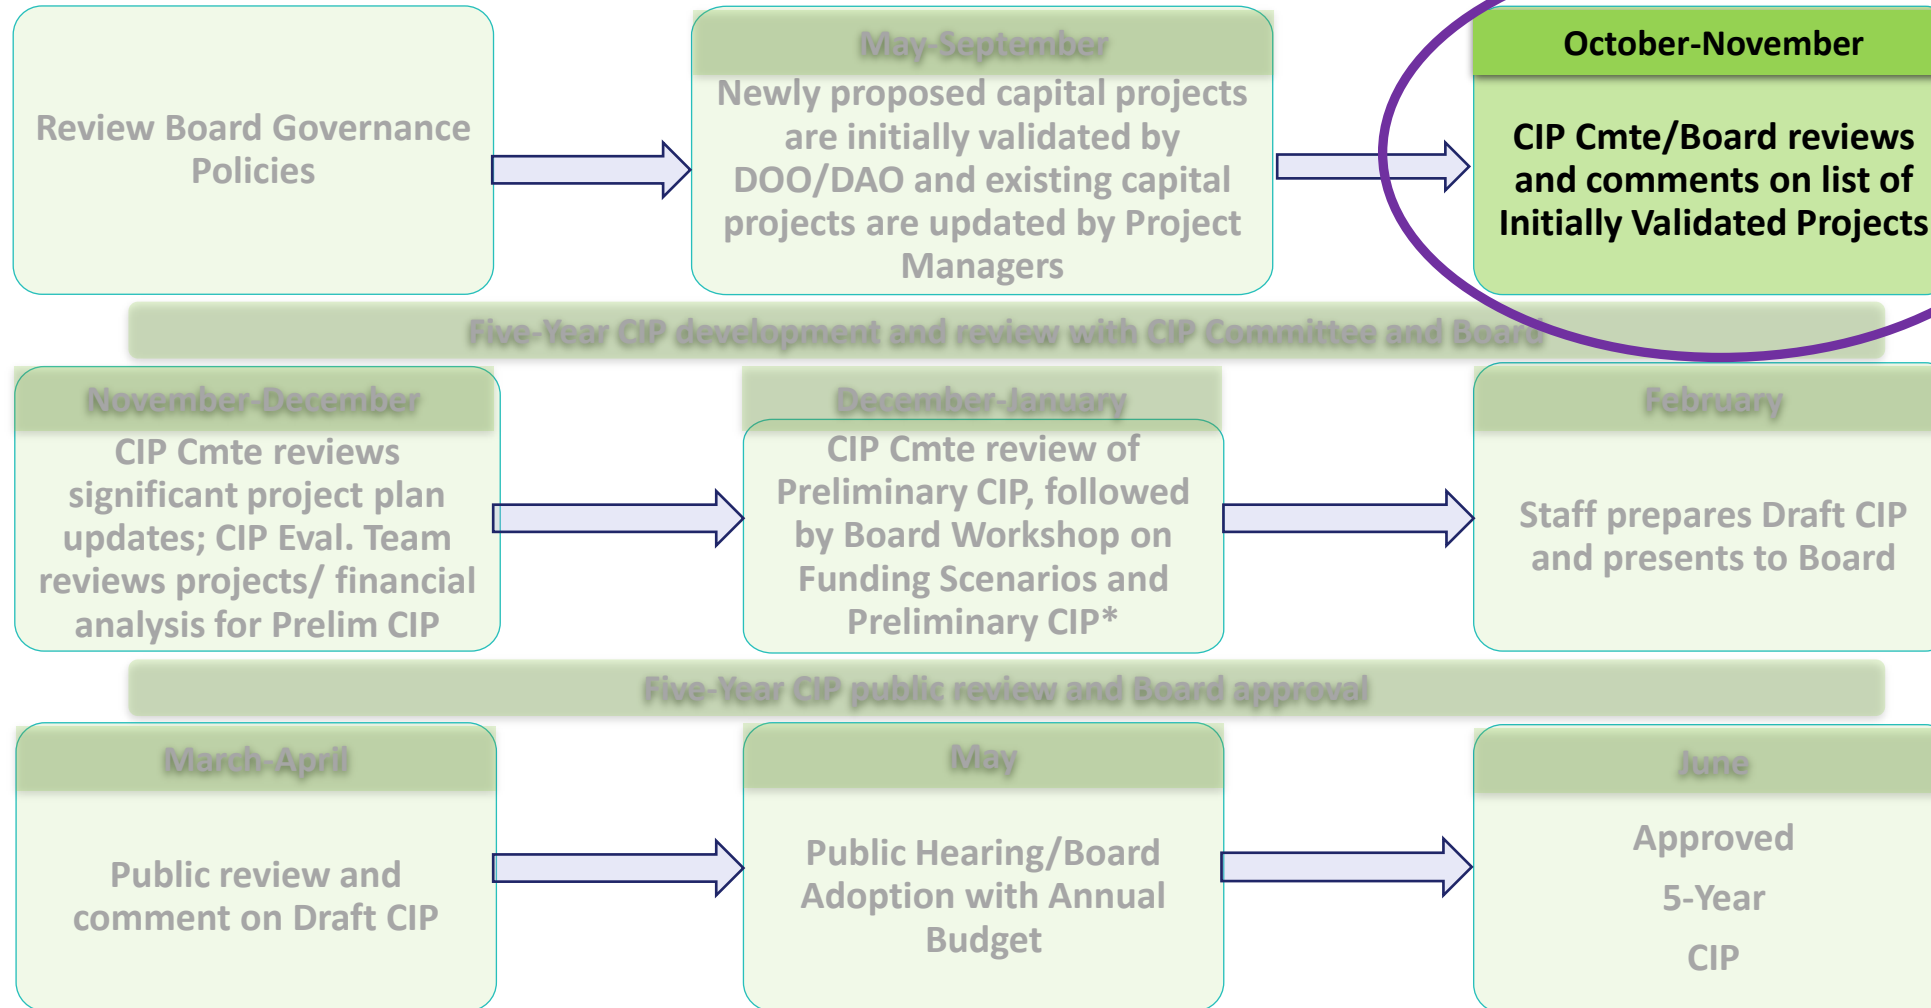 Review Board Governance
Policies
May-September
Newly proposed capital projects
are initially validated by
DOO/DAO and existing capital
projects are updated by Project
Managers
October-November
CIP Cmte/Board reviews
and comments on list of
Initially Validated Projects
Five-Year CIP development and review with CIP Committee and Board
November-December
CIP Cmte reviews
significant project plan
updates; CIP Eval. Team
reviews projects/ financial
analysis for Prelim CIP
December-January
CIP Cmte review of
Preliminary CIP, followed
by Board Workshop on
Funding Scenarios and
Preliminary CIP*
February
Staff prepares Draft CIP
and presents to Board
Five-Year CIP public review and Board approval
March-April
Public review and
comment on Draft CIP
May
Public Hearing/Board
Adoption with Annual
Budget
June
Approved
5-Year
CIP